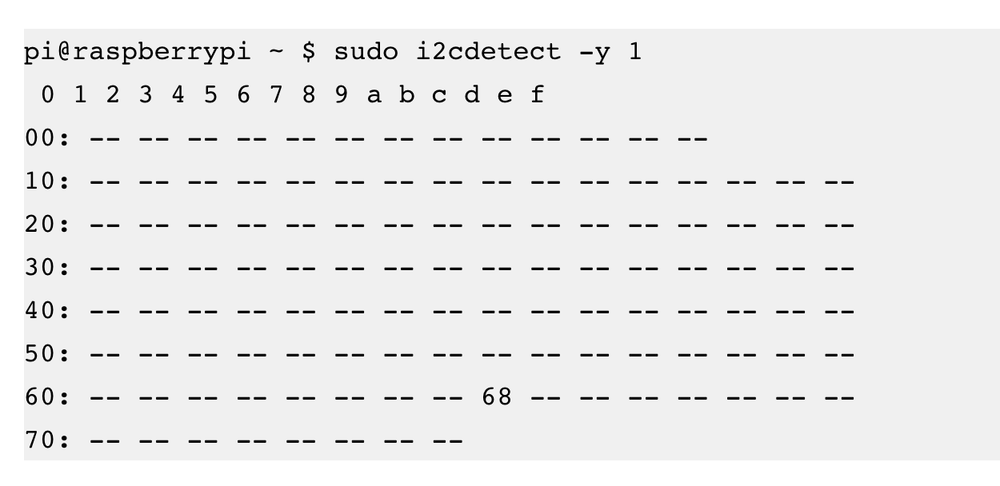 pi@raspberrypi ~ $ sudo i2cdetect -y 1
0 1 2 3 4 5 6 7 8 9 a b c d e f
00: -- -- -- -- -- -- -- -- -- -- -- -- --
10: -- -- -- -- -- -- -- -- -- -- -- -- -- -- -- --
20: -- -- -- -- -- -- -- -- -- -- -- -- -- -- -- --
30: -- -- -- -- -- -- -- -- -- -- -- -- -- -- -- --
40: -- -- -- -- -- -- -- -- -- -- -- -- -- -- -- --
50: -- -- -- -- -- -- -- -- -- -- -- -- -- -- -- --
60: -- -- -- -- -- -- -- -- 68 -- -- -- -- -- -- --
70: -- -- -- -- -- -- -- --